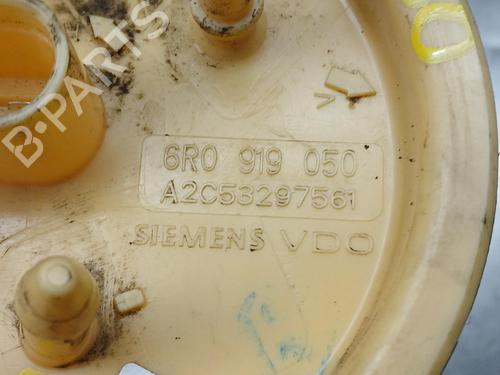 B-PARTS
6R0 919 050
A2C53297561
SIEMENS VDO